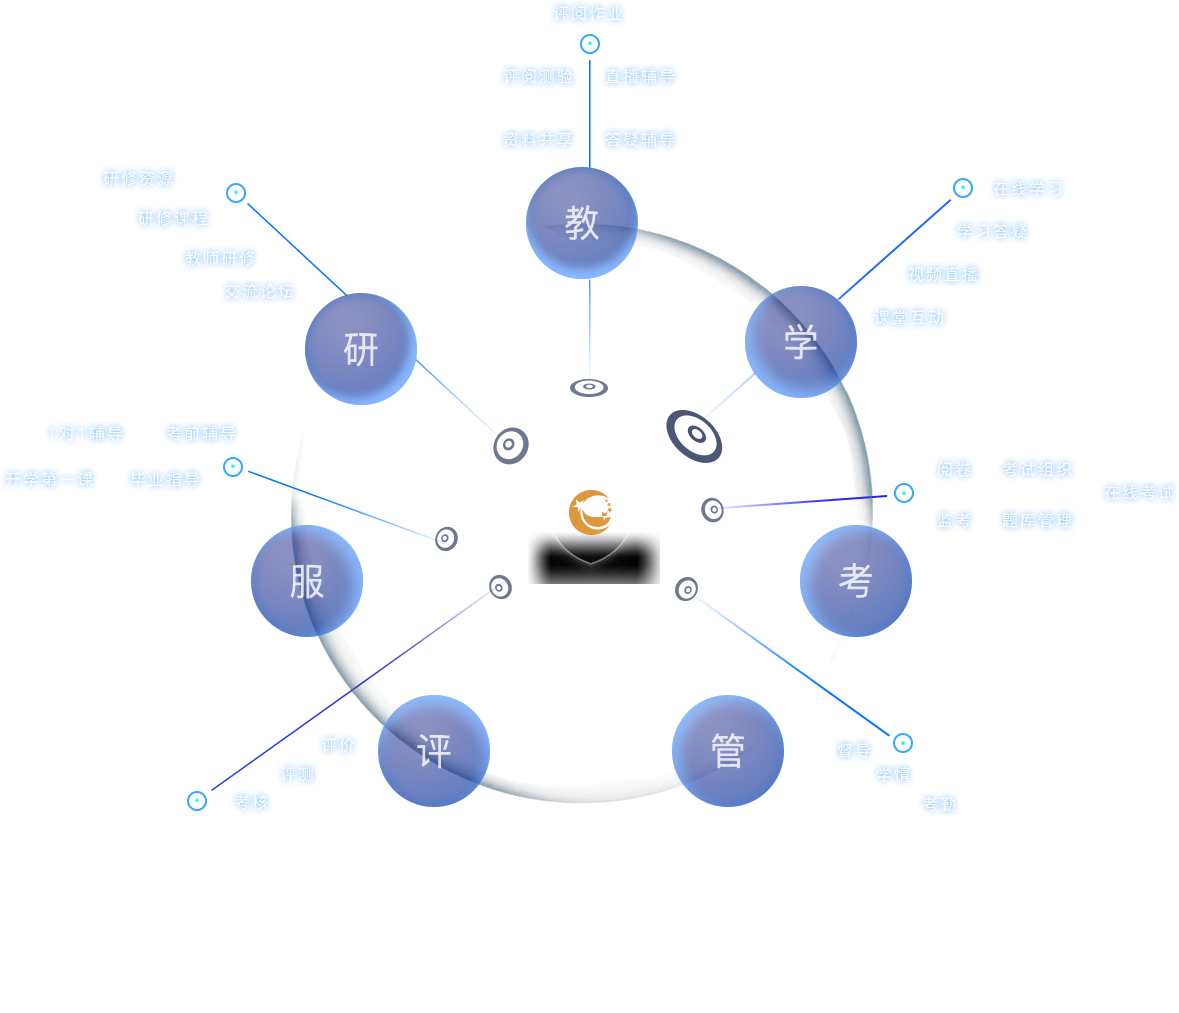 评阅作业
评阅测验 直播辅导
资料共享 答疑辅导
教
研修资源
研修课程
教师研修
交流论坛
研
在线学习
学习答疑
视频直播
课堂互动
学
1对1辅导 考前辅导
开学第一课 毕业指导
服
阅卷 考试组织
在线考试
监考 题库管理
考
评价
评测
考核
评
管
督导
学情
考勤